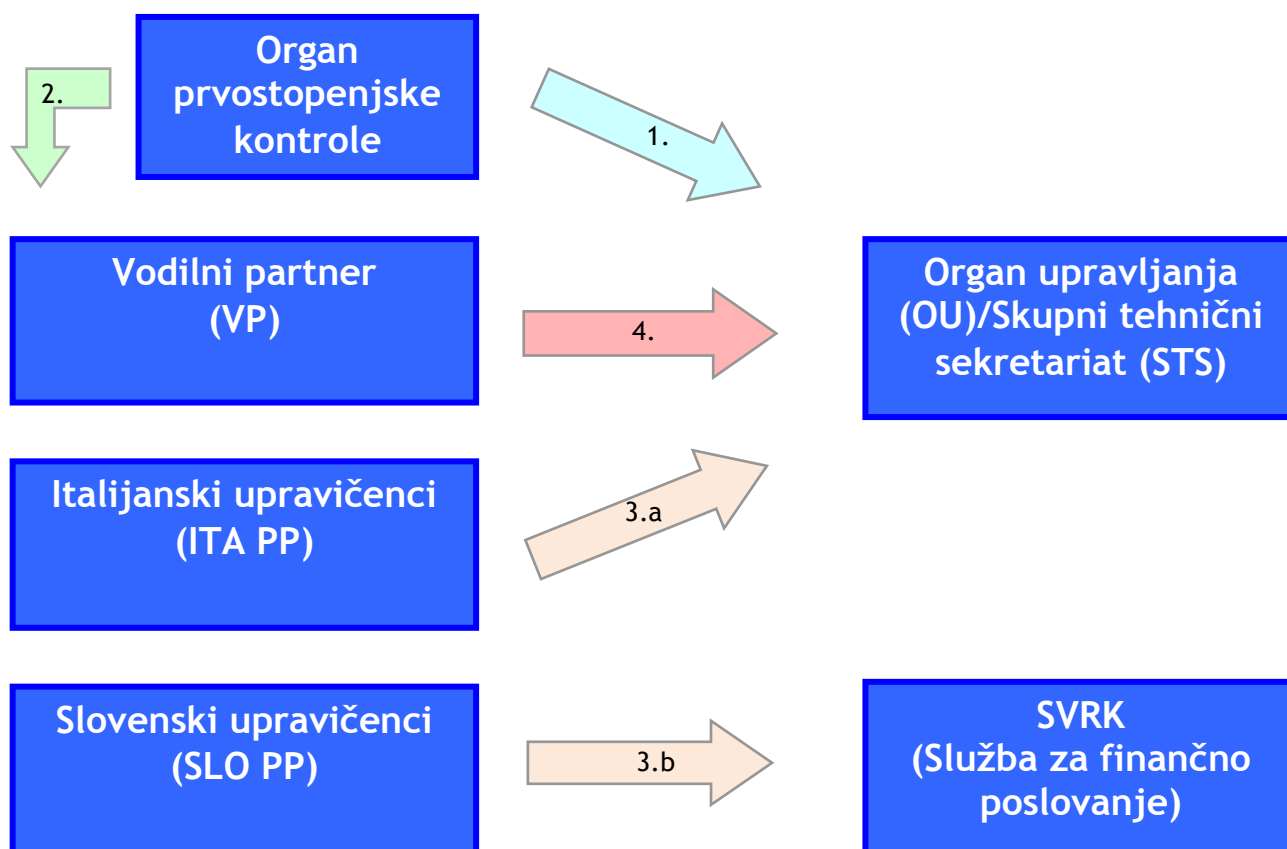 Organ
prvostopenjske
kontrole
2.
1.
Vodilni partner
(VP)
4.
Organ upravljanja
(OU)/Skupni tehnični
sekretariat (STS)
Italijanski upravičenci
(ITA PP)
3.a
Slovenski upravičenci
(SLO PP)
3.b
SVRK
(Služba za finančno
poslovanje)